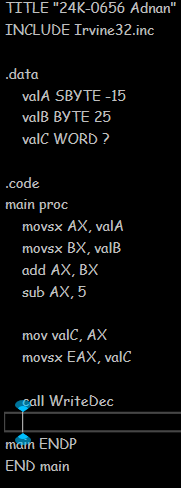 TITLE "24K-0656 Adnan"
INCLUDE Irvine32.inc
.data
valA SBYTE -15
valB BYTE 25
valC WORD ?
.code
main proc
movsx AX, valA
movsx BX, valB
add AX, BX
sub AX, 5
mov valC, AX
movsx EAX, valC
call WriteDec
main ENDP
END main